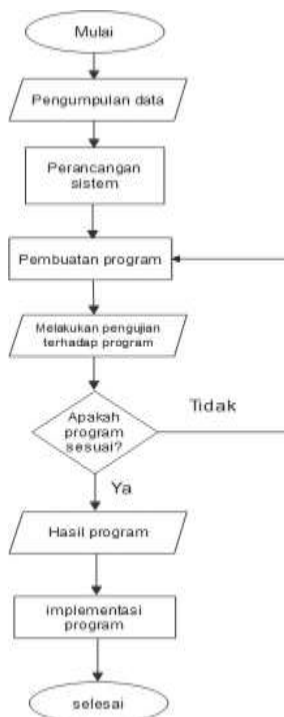 Mulai
Pengumpulan data
Perancangan
sistem
Pembuatan program
Melakukan pengujian
terhadap program
Apakah
program
sesuai?
Tidak
Ya
Hasil program
implementasi
program
selesai